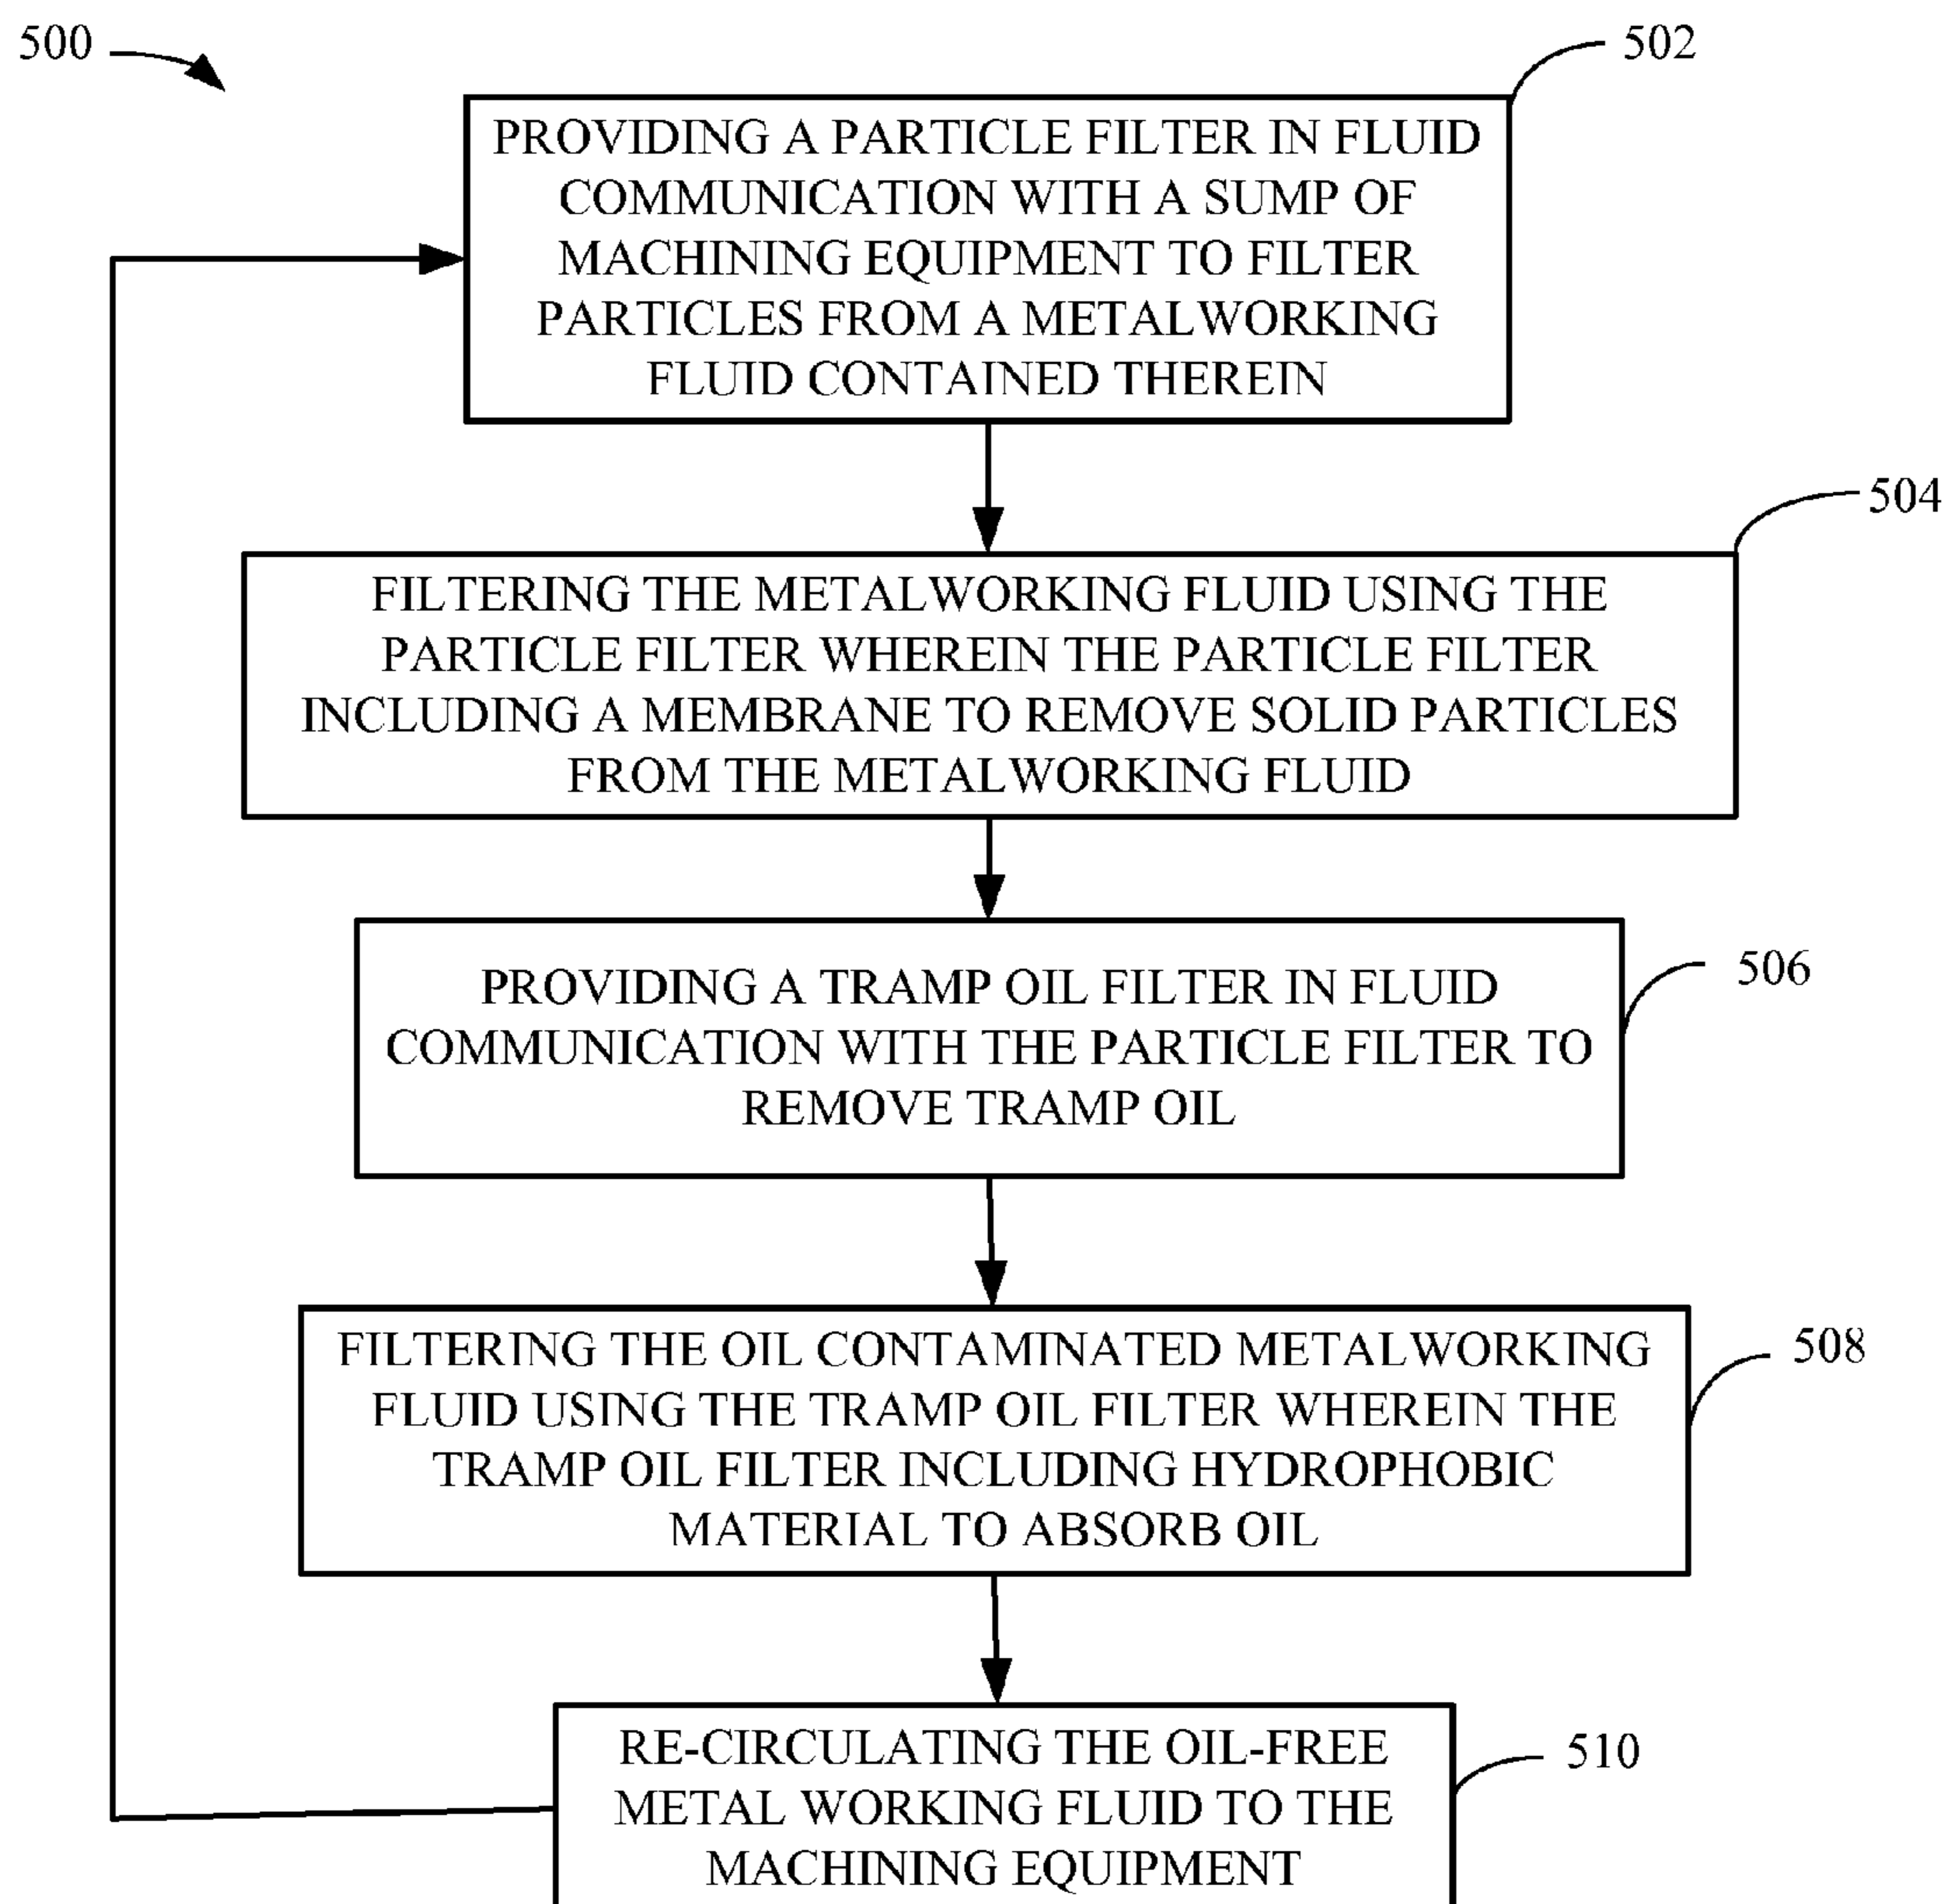 500
502
PROVIDING A PARTICLE FILTER IN FLUID
COMMUNICATION WITH A SUMP OF
MACHINING EQUIPMENT TO FILTER
PARTICLES FROM A METALWORKING
FLUID CONTAINED THEREIN
504
FILTERING THE METALWORKING FLUID USING THE
PARTICLE FILTER WHEREIN THE PARTICLE FILTER
INCLUDING A MEMBRANE TO REMOVE SOLID PARTICLES
FROM THE METALWORKING FLUID
506
PROVIDING A TRAMP OIL FILTER IN FLUID
COMMUNICATION WITH THE PARTICLE FILTER TO
REMOVE TRAMP OIL
508
FILTERING THE OIL CONTAMINATED METALWORKING
FLUID USING THE TRAMP OIL FILTER WHEREIN THE
TRAMP OIL FILTER INCLUDING HYDROPHOBIC
MATERIAL TO ABSORB OIL
510
RE-CIRCULATING THE OIL-FREE
METAL WORKING FLUID TO THE
MACHINING EQUIPMENT